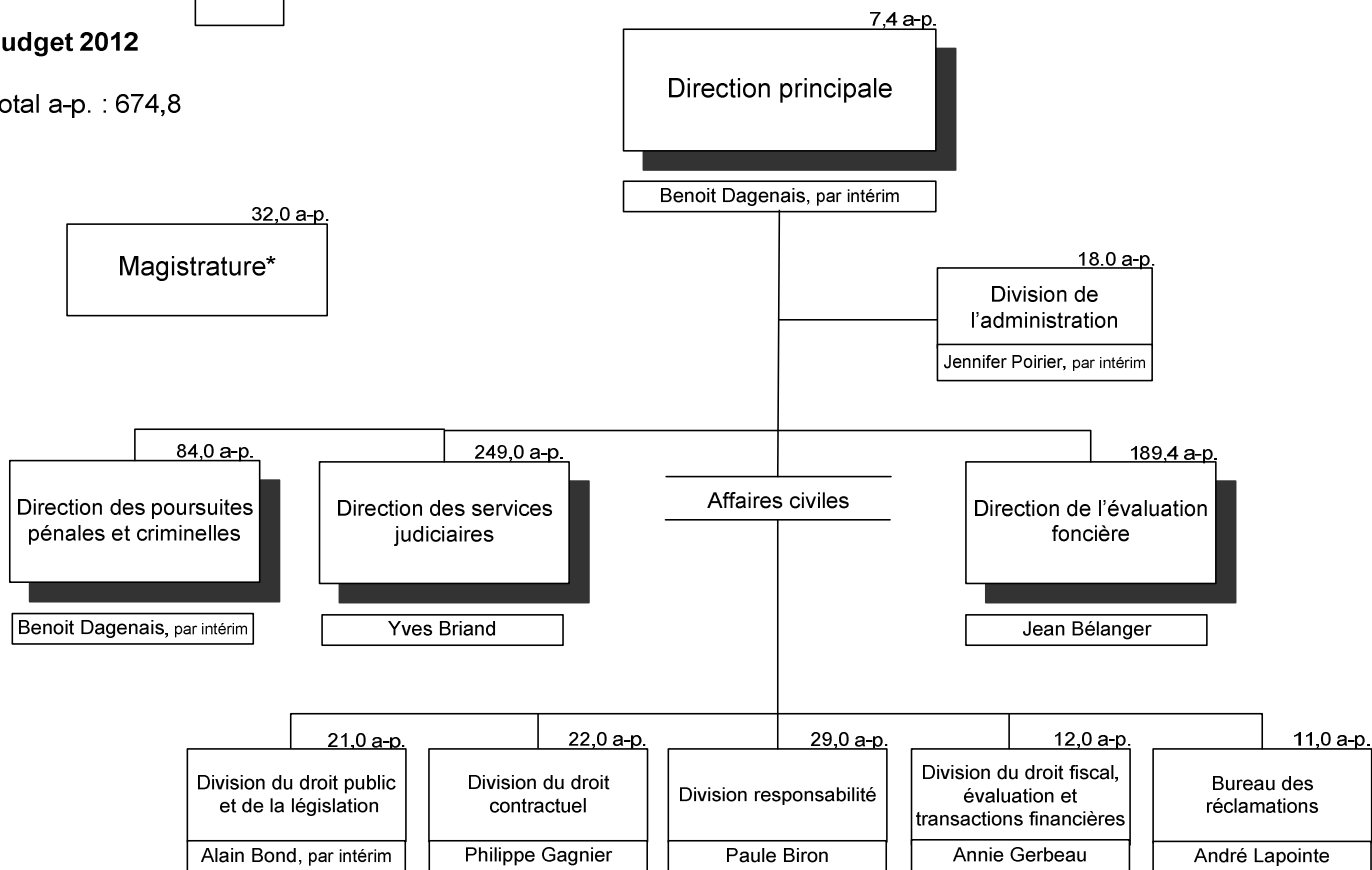 7,4 a-p.
udget 2012
Direction principale
otal a-p. : 674,8
Benoit Dagenais, par intérim
32,0 a-p.
Magistrature*
18.0 a-p.
Division de
l’administration
Jennifer Poirier, par intérim
84,0 a-p.
Direction des poursuites
pénales et criminelles
Benoit Dagenais, par intérim
249,0 a-p.
Direction des services
judiciaires
Yves Briand
Affaires civiles
189,4 a-p.
Direction de l’évaluation
foncière
Jean Bélanger
21,0 a-p.
Division du droit public
et de la législation
Alain Bond, par intérim
22,0 a-p.
Division du droit
contractuel
Philippe Gagnier
29,0 a-p.
Division responsabilité
Paule Biron
12,0 a-p.
Division du droit fiscal,
évaluation et
transactions financières
Annie Gerbeau
11,0 a-p.
Bureau des
réclamations
André Lapointe